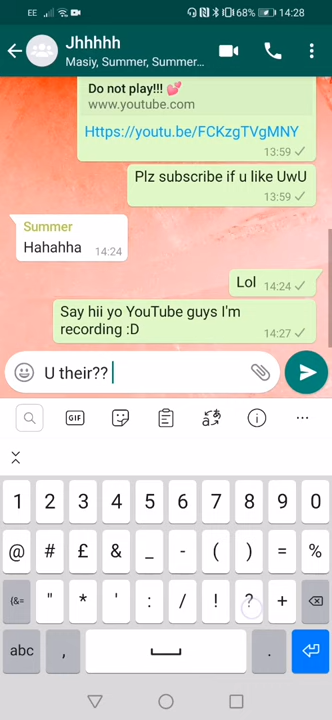 EE 68% 14:28
Jhhhhh
Masiy, Summer, Summer...
Do not play!!! 💕
www.youtube.com
Https://youtu.be/FCKzgTVgMNY
13:59
Plz subscribe if u like UwU
13:59
Summer
Hahahha 14:24
Lol 14:24
Say hii yo YouTube guys I'm
recording :D 14:27
U their??
GIF
1 2 3 4 5 6 7 8 9 0
@ # £ & _ - ( ) = %
{&= " * ' : / ! ? +
abc , .